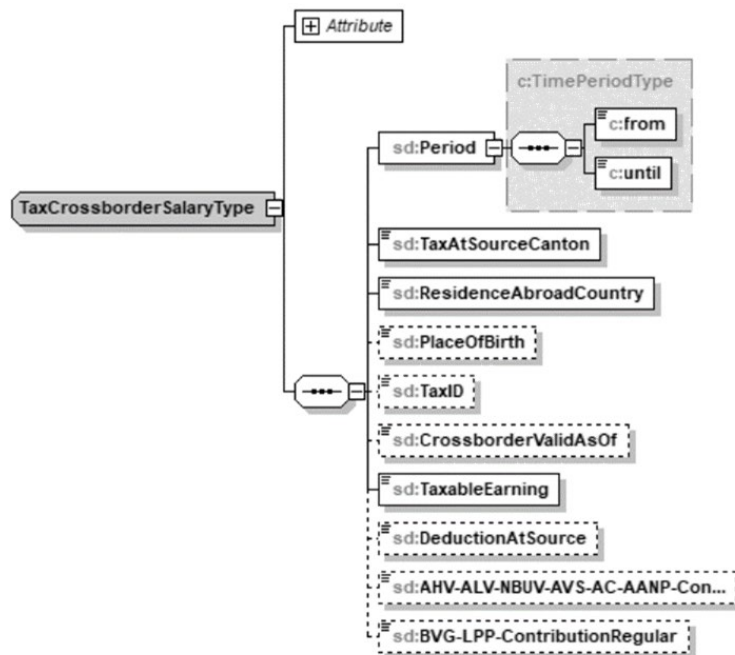 Attribute
c:TimePeriodType
c:from
sd:Period
c:until
TaxCrossborderSalaryType
sd:TaxAtSourceCanton
sd:ResidenceAbroadCountry
sd:PlaceOfBirth
sd:TaxID
sd:CrossborderValidAsOf
sd:TaxableEarning
sd:DeductionAtSource
sd:AHV-ALV-NBUV-AVS-AC-AANP-Con...
sd:BVG-LPP-ContributionRegular